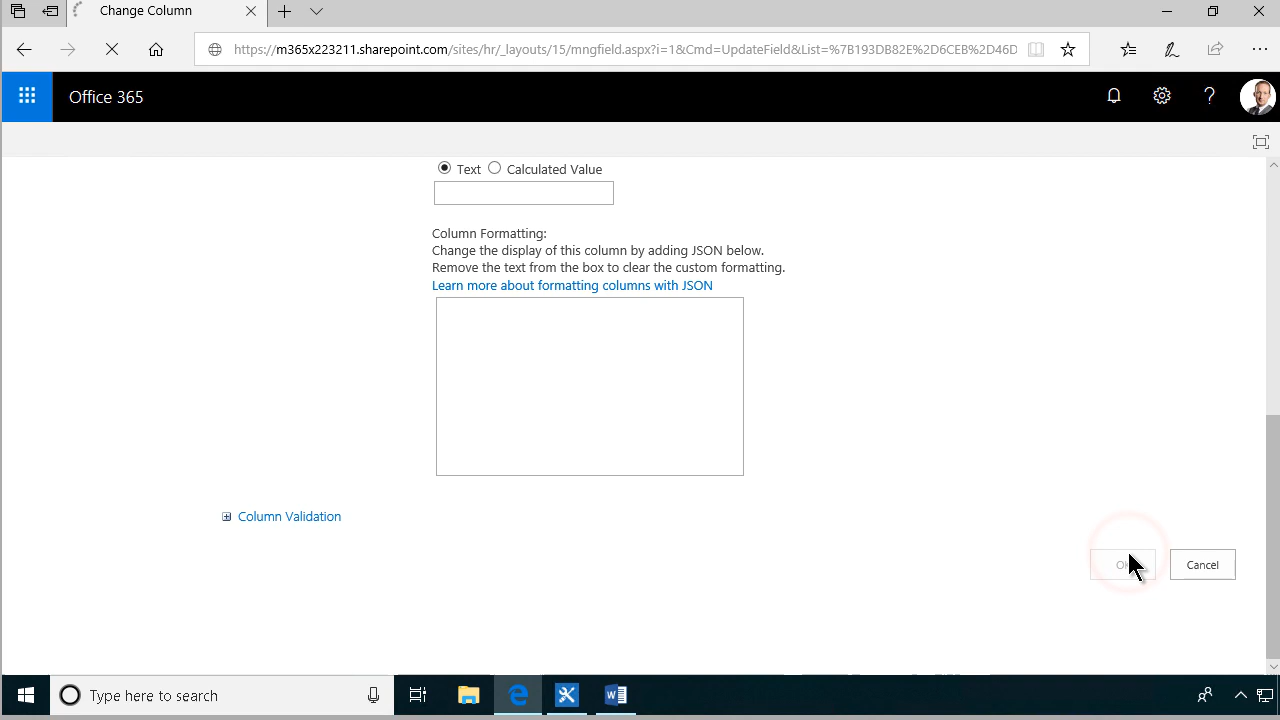 Change Column
https://m365x223211.sharepoint.com/sites/hr/_layouts/15/mngfield.aspx?i=1&Cmd=UpdateField&List=%7B193DB82E%2D6CEB%2D46D
Office 365
Text Calculated Value
Column Formatting:
Change the display of this column by adding JSON below.
Remove the text from the box to clear the custom formatting.
Learn more about formatting columns with JSON
Column Validation
Cancel
Type here to search